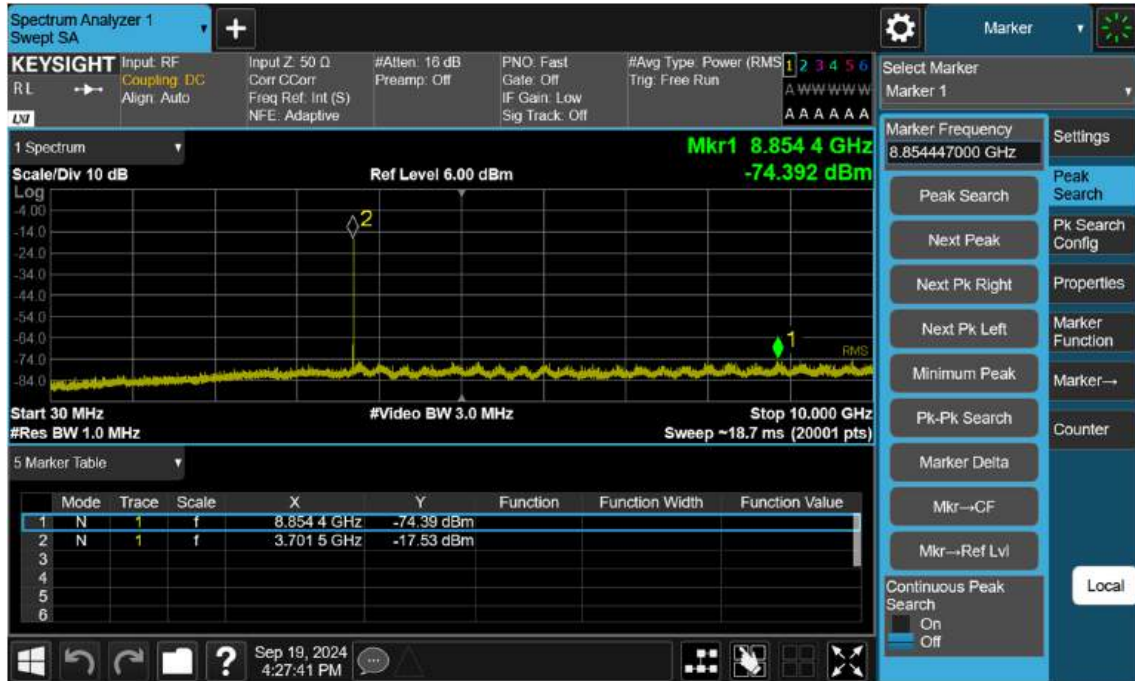 Spectrum Analyzer 1
Swept SA
Marker
KEYSIGHT
RL
LXI
Input: RF
Coupling: DC
Align: Auto
Input Z: 50 Ω
Corr CCorr
Freq Ref: Int (S)
NFE: Adaptive
#Atten: 16 dB
Preamp: Off
PNO: Fast
Gate: Off
IF Gain: Low
Sig Track: Off
#Avg Type: Power (RMS
Trig: Free Run
1 2 3 4 5 6
A W W W W W
A A A A A A
Select Marker
Marker 1
1 Spectrum
Mkr1 8.854 4 GHz
Scale/Div 10 dB
Ref Level 6.00 dBm
-74.392 dBm
Log
-4.00
-14.0
-24.0
-34.0
-44.0
-54.0
-64.0
-74.0
-84.0
2
1
RMS
Start 30 MHz
#Video BW 3.0 MHz
Stop 10.000 GHz
#Res BW 1.0 MHz
Sweep ~18.7 ms (20001 pts)
5 Marker Table
Mode Trace Scale X Y Function Function Width Function Value
1 N 1 f 8.854 4 GHz -74.39 dBm
2 N 1 f 3.701 5 GHz -17.53 dBm
3
4
5
6
Marker Frequency
8.854447000 GHz
Peak Search
Next Peak
Next Pk Right
Next Pk Left
Minimum Peak
Pk-Pk Search
Marker Delta
Mkr→CF
Mkr→Ref Lvl
Continuous Peak
Search
On
Off
Settings
Peak
Search
Pk Search
Config
Properties
Marker
Function
Marker→
Counter
Local
?
Sep 19, 2024
4:27:41 PM